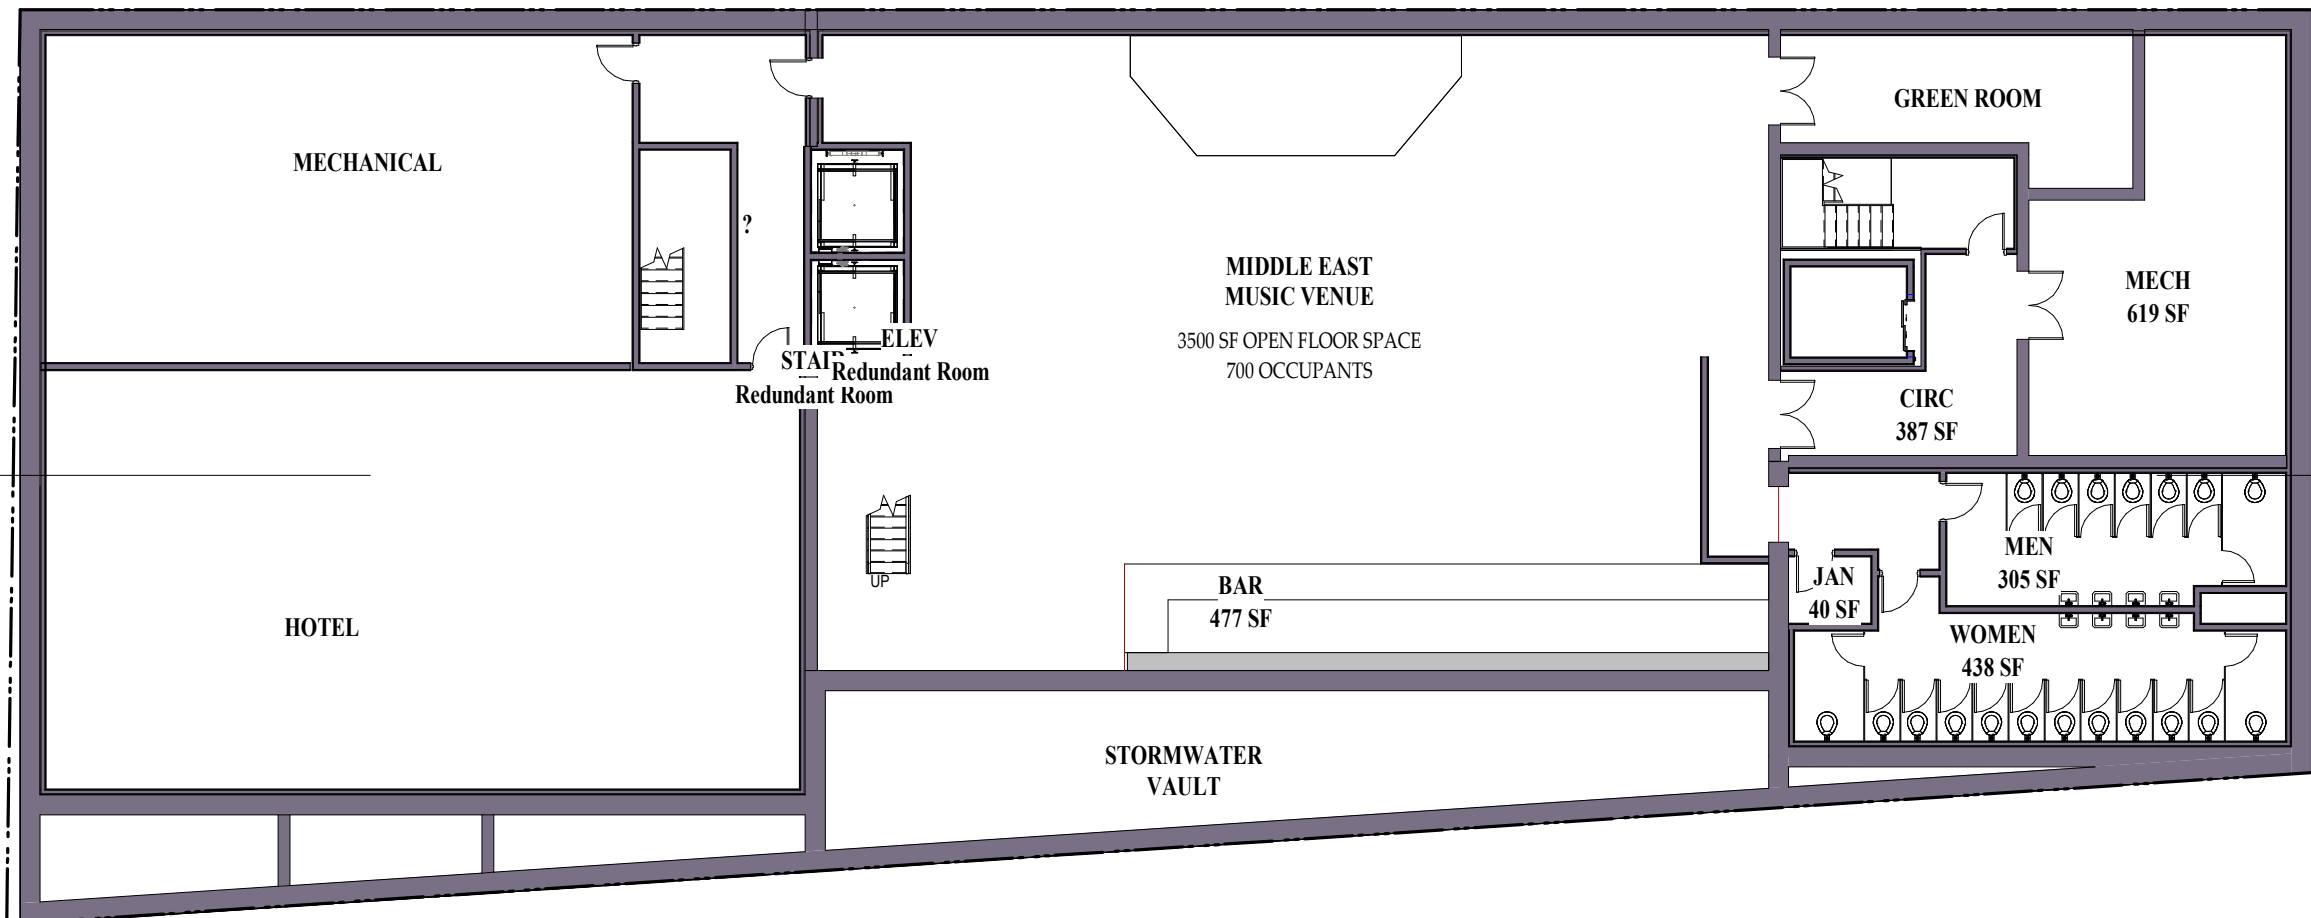 MECHANICAL
?
GREEN ROOM
MIDDLE EAST
MUSIC VENUE
3500 SF OPEN FLOOR SPACE
700 OCCUPANTS
MECH
619 SF
ELEV
Redundant Room
Redundant Room
CIRC
387 SF
MEN
305 SF
JAN
40 SF
UP
BAR
477 SF
HOTEL
WOMEN
438 SF
STORMWATER
VAULT